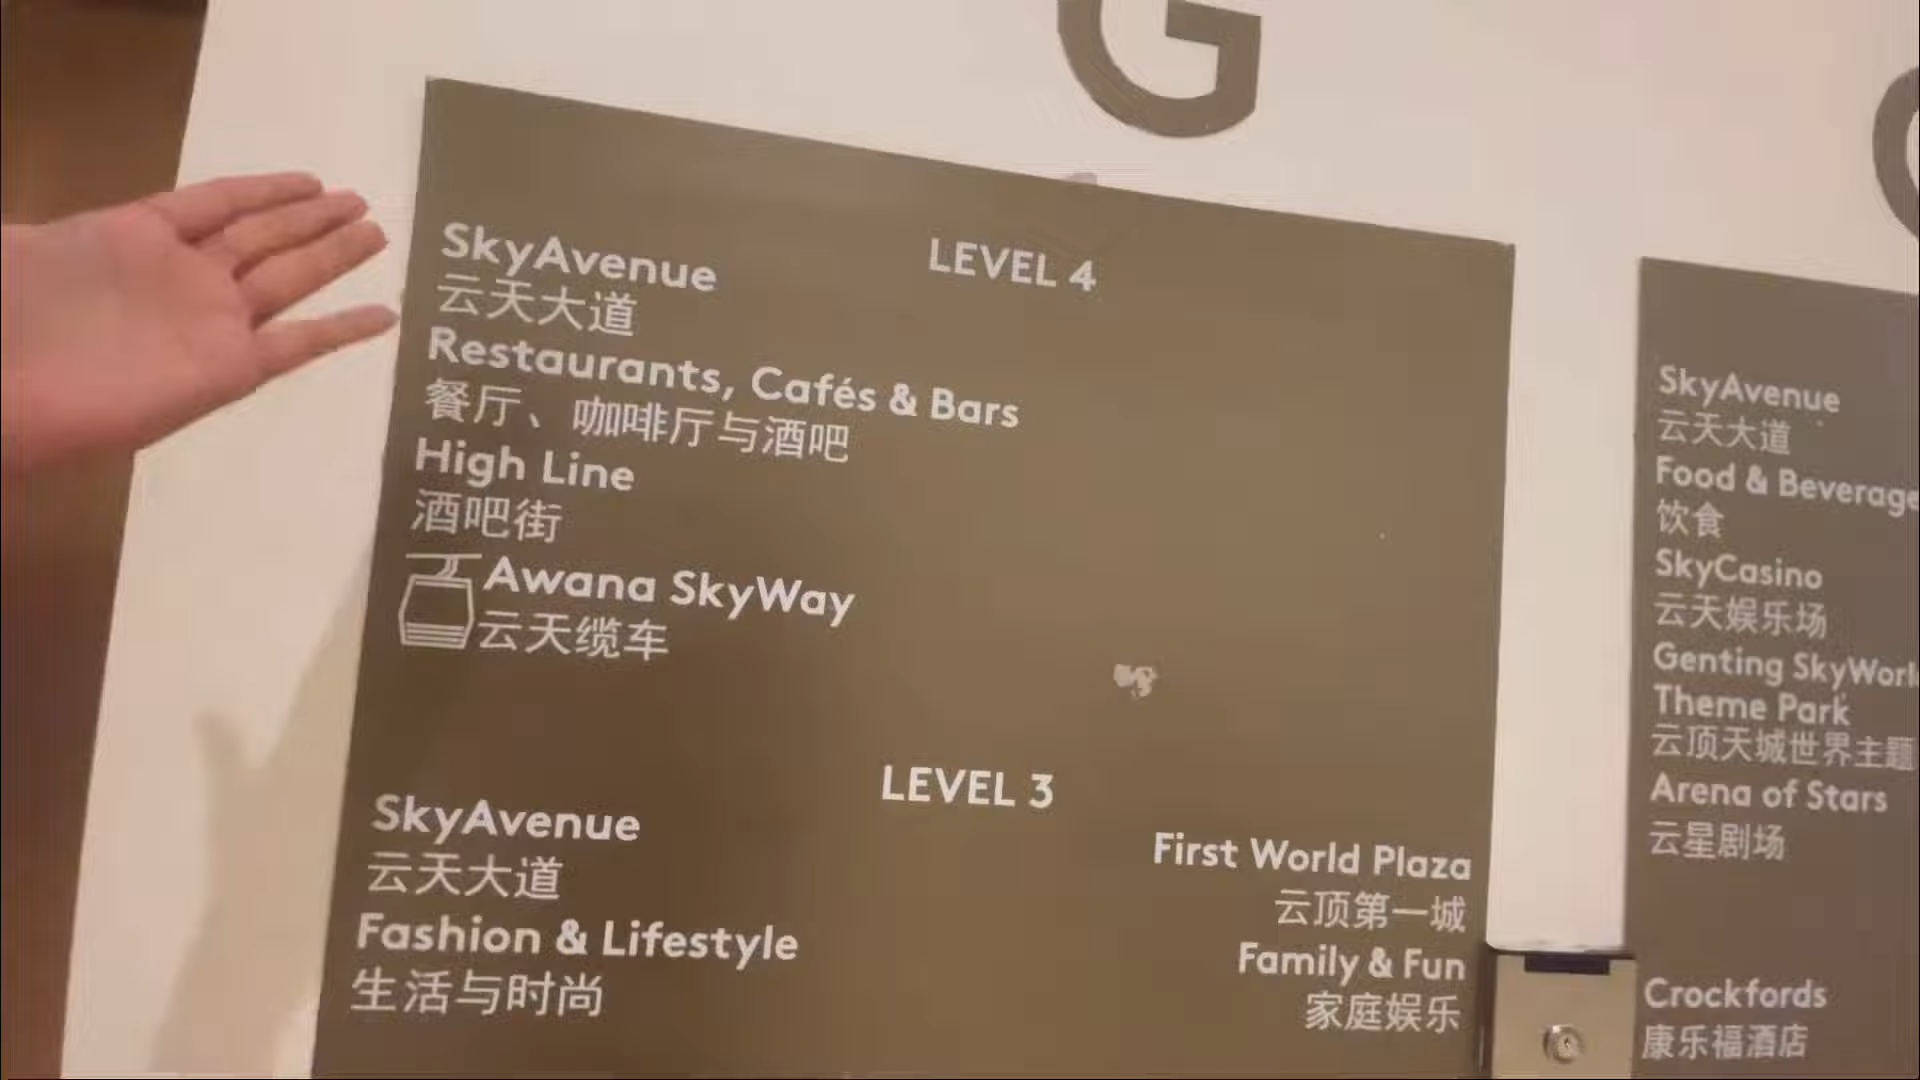 G
LEVEL 4
SkyAvenue
云天大道
Restaurants, Cafés & Bars
餐厅、咖啡厅与酒吧
High Line
酒吧街
Awana SkyWay
云天缆车
LEVEL 3
SkyAvenue
云天大道
Fashion & Lifestyle
生活与时尚
First World Plaza
云顶第一城
Family & Fun
家庭娱乐
SkyAvenue
云天大道
Food & Beverage
饮食
SkyCasino
云天娱乐场
Genting SkyWorl
Theme Park
云顶天城世界主题
Arena of Stars
云星剧场
Crockfords
康乐福酒店